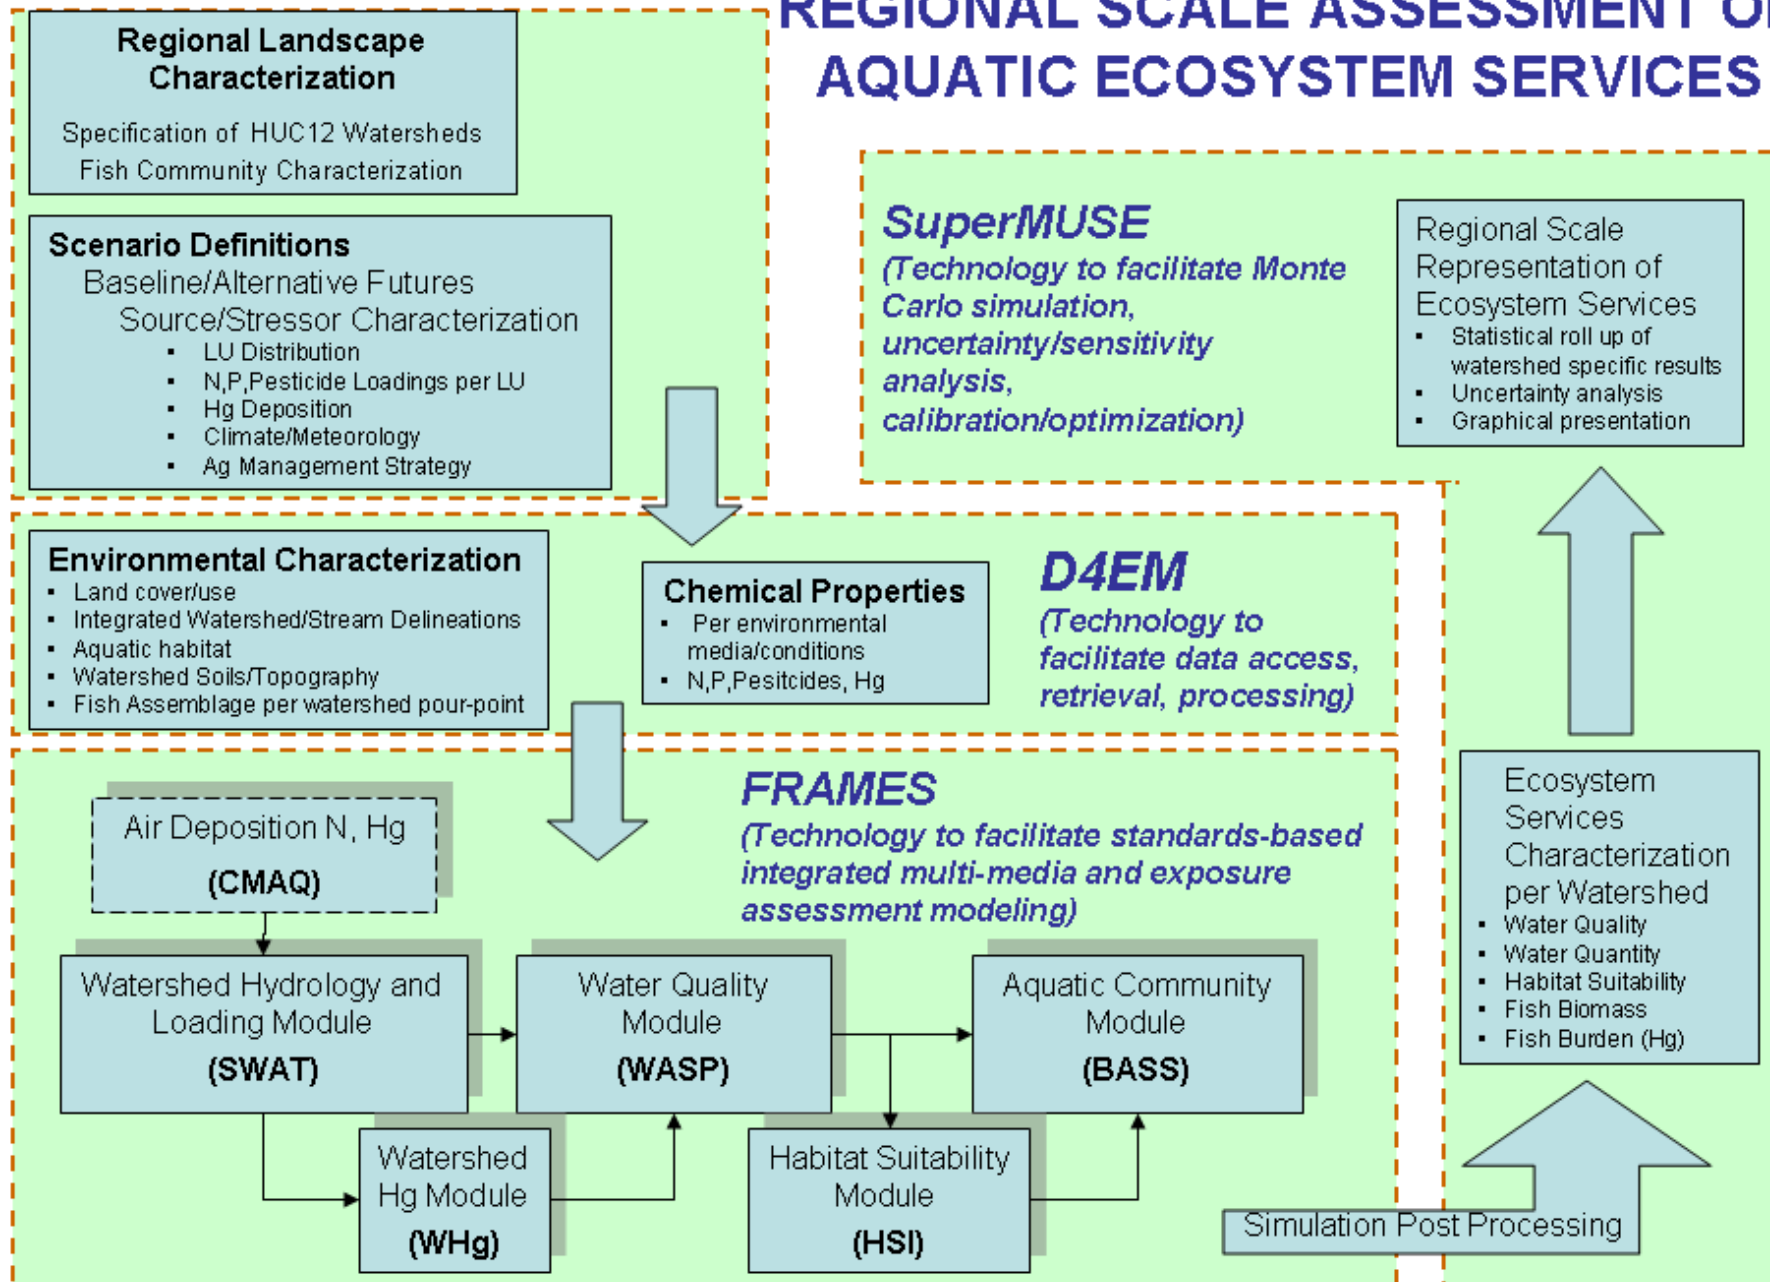 REGIONAL SCALE ASSESSMENT OF
AQUATIC ECOSYSTEM SERVICES
Regional Landscape
Characterization
Specification of HUC12 Watersheds
Fish Community Characterization
Scenario Definitions
Baseline/Alternative Futures
Source/Stressor Characterization
▪ LU Distribution
▪ N,P,Pesticide Loadings per LU
▪ Hg Deposition
▪ Climate/Meteorology
▪ Ag Management Strategy
SuperMUSE
(Technology to facilitate Monte
Carlo simulation,
uncertainty/sensitivity
analysis,
calibration/optimization)
Regional Scale
Representation of
Ecosystem Services
▪ Statistical roll up of
watershed specific results
▪ Uncertainty analysis
▪ Graphical presentation
Environmental Characterization
▪ Land cover/use
▪ Integrated Watershed/Stream Delineations
▪ Aquatic habitat
▪ Watershed Soils/Topography
▪ Fish Assemblage per watershed pour-point
Chemical Properties
▪ Per environmental
media/conditions
▪ N,P,Pesitcides, Hg
D4EM
(Technology to
facilitate data access,
retrieval, processing)
FRAMES
(Technology to facilitate standards-based
integrated multi-media and exposure
assessment modeling)
Air Deposition N, Hg
(CMAQ)
Watershed Hydrology and
Loading Module
(SWAT)
Water Quality
Module
(WASP)
Aquatic Community
Module
(BASS)
Watershed
Hg Module
(WHg)
Habitat Suitability
Module
(HSI)
Ecosystem
Services
Characterization
per Watershed
▪ Water Quality
▪ Water Quantity
▪ Habitat Suitability
▪ Fish Biomass
▪ Fish Burden (Hg)
Simulation Post Processing